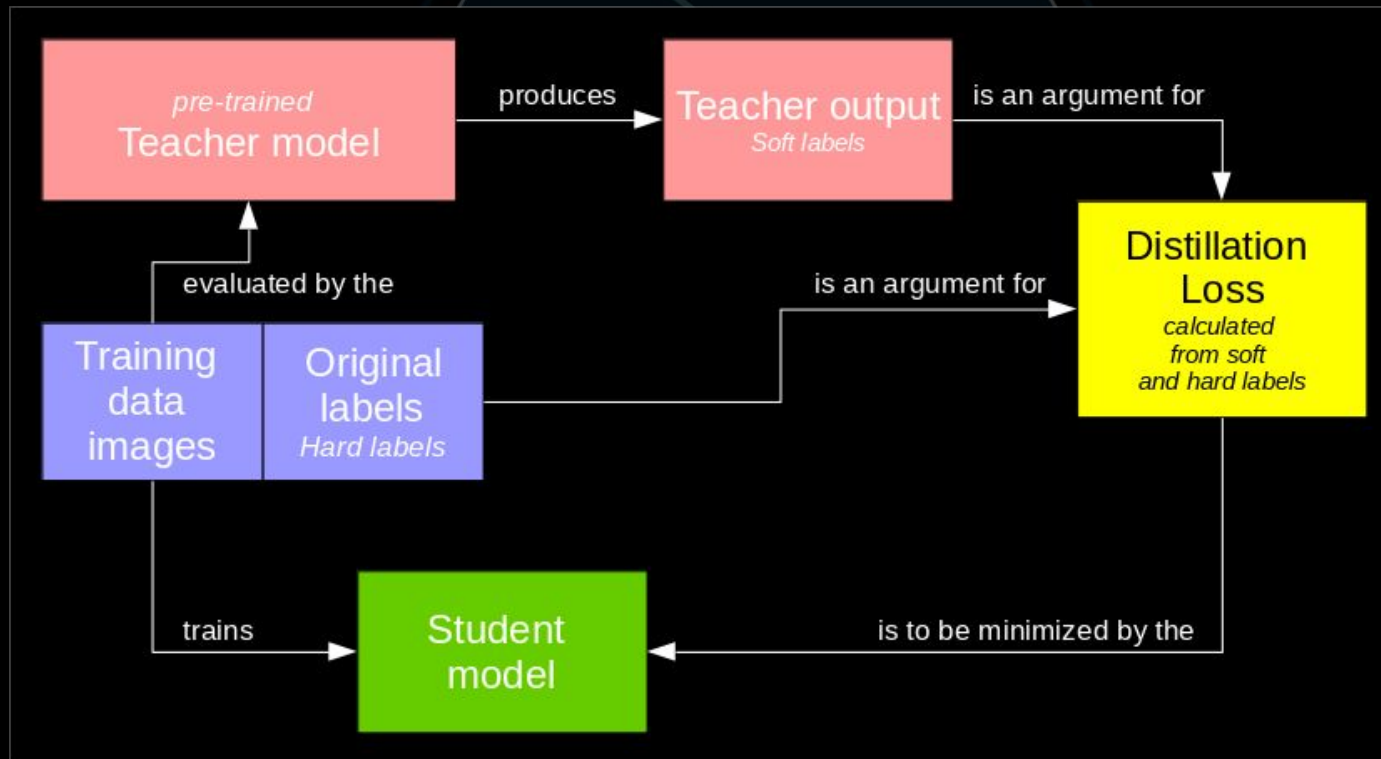 pre-trained
Teacher model
produces
Teacher output
Soft labels
is an argument for
evaluated by the
is an argument for
Distillation
Loss
calculated
from soft
and hard labels
Training
data
images
Original
labels
Hard labels
trains
Student
model
is to be minimized by the